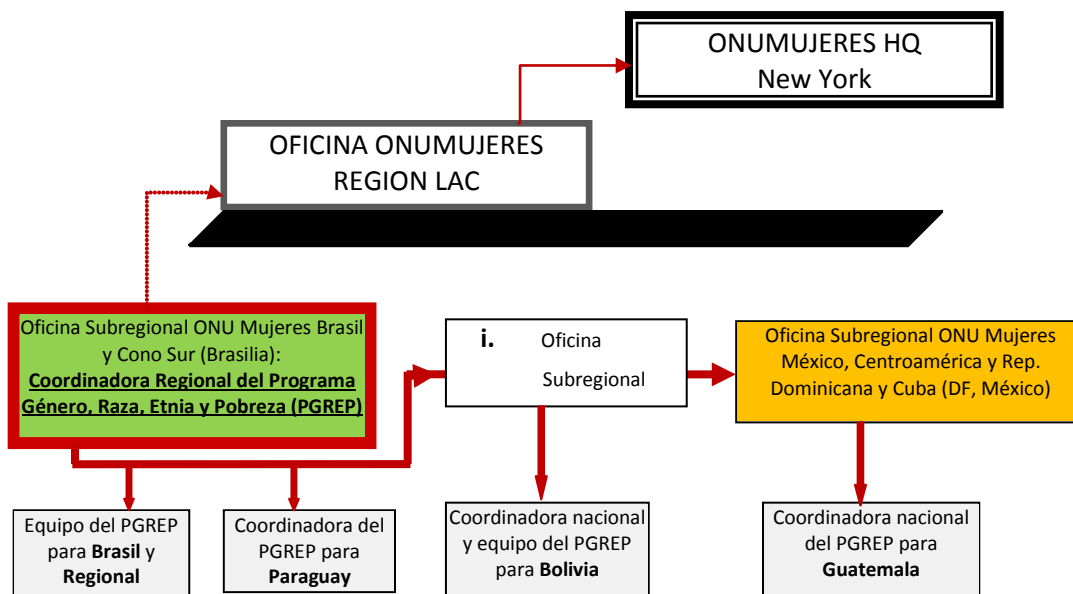 ONUMUJERES HQ
New York
OFICINA ONUMUJERES
REGION LAC
Oficina Subregional ONU Mujeres Brasil
y Cono Sur (Brasilia):
Coordinadora Regional del Programa
Género, Raza, Etnia y Pobreza (PGREP)
i. Oficina
Subregional
Oficina Subregional ONU Mujeres
México, Centroamérica y Rep.
Dominicana y Cuba (DF, México)
Equipo del PGREP
para Brasil y
Regional
Coordinadora del
PGREP para
Paraguay
Coordinadora nacional
y equipo del PGREP
para Bolivia
Coordinadora nacional
del PGREP para
Guatemala